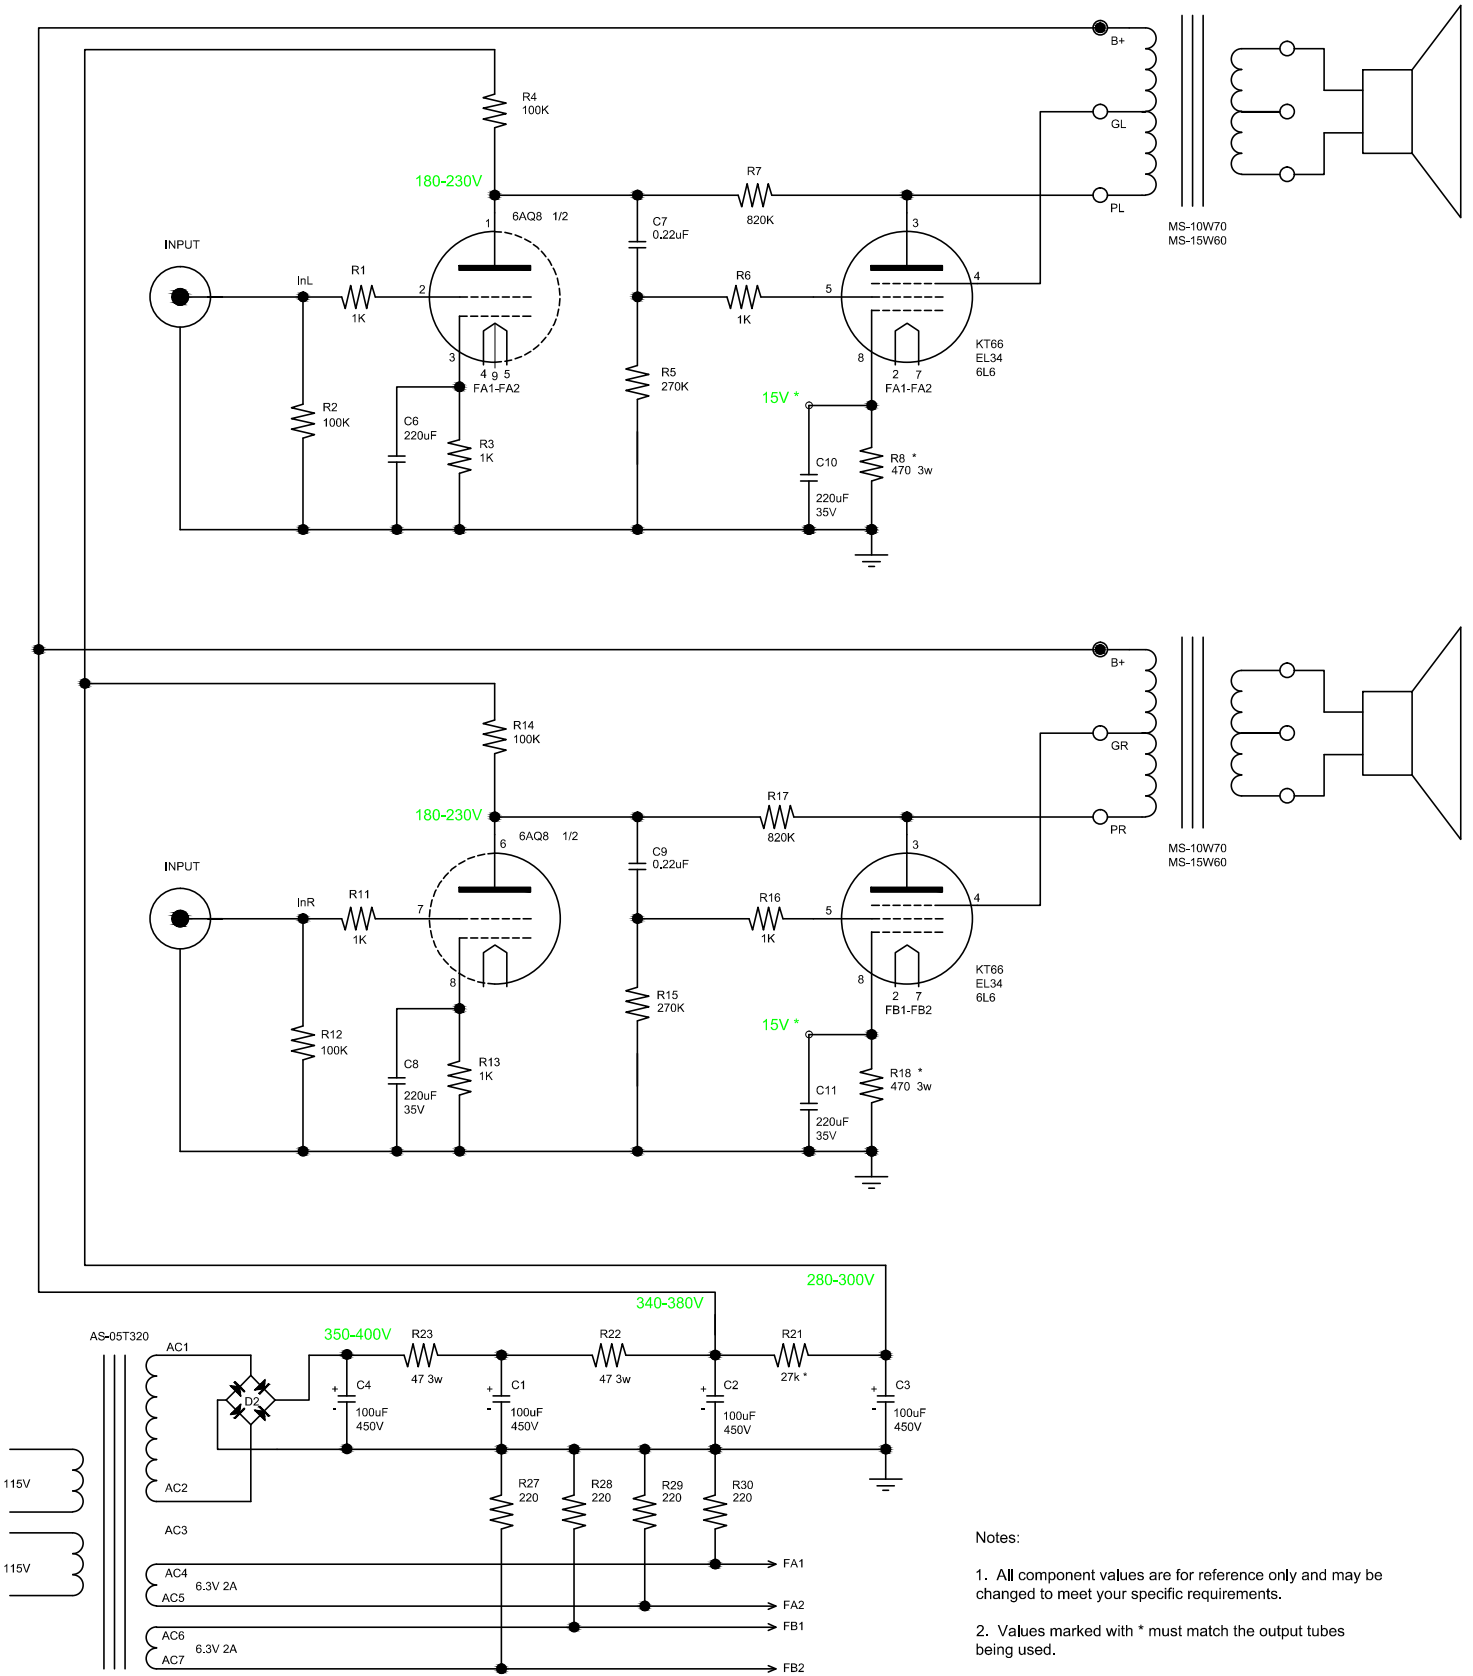 B+
R4
100K
GL
R7
180-230V
820K
PL
1
6AQ8 1/2
3
C7
0.22uF
MS-10W70
MS-15W60
INPUT
InL
R1
1K
2
R6
1K
5
4
3
4 9 5
FA1-FA2
8
2 7
FA1-FA2
KT66
EL34
6L6
R5
270K
R2
100K
C6
220uF
R3
1K
15V *
C10
220uF
35V
R8 *
470 3w
B+
R14
100K
GR
R17
180-230V
820K
PR
6AQ8 1/2
6
3
C9
0.22uF
MS-10W70
MS-15W60
INPUT
InR
R11
1K
7
R16
1K
5
4
8
8
2 7
FB1-FB2
KT66
EL34
6L6
R15
270K
R12
100K
C8
220uF
35V
R13
1K
15V *
C11
220uF
35V
R18 *
470 3w
280-300V
340-380V
350-400V
AS-05T320
AC1
R23
47 3w
R22
47 3w
R21
27k *
D2
+
-
C4
100uF
450V
+
-
C1
100uF
450V
+
-
C2
100uF
450V
+
-
C3
100uF
450V
115V
AC2
R27
220
R28
220
R29
220
R30
220
AC3
115V
AC4
AC5
6.3V 2A
FA1
FA2
AC6
AC7
6.3V 2A
FB1
FB2
Notes:
1. All component values are for reference only and may be
changed to meet your specific requirements.
2. Values marked with * must match the output tubes
being used.